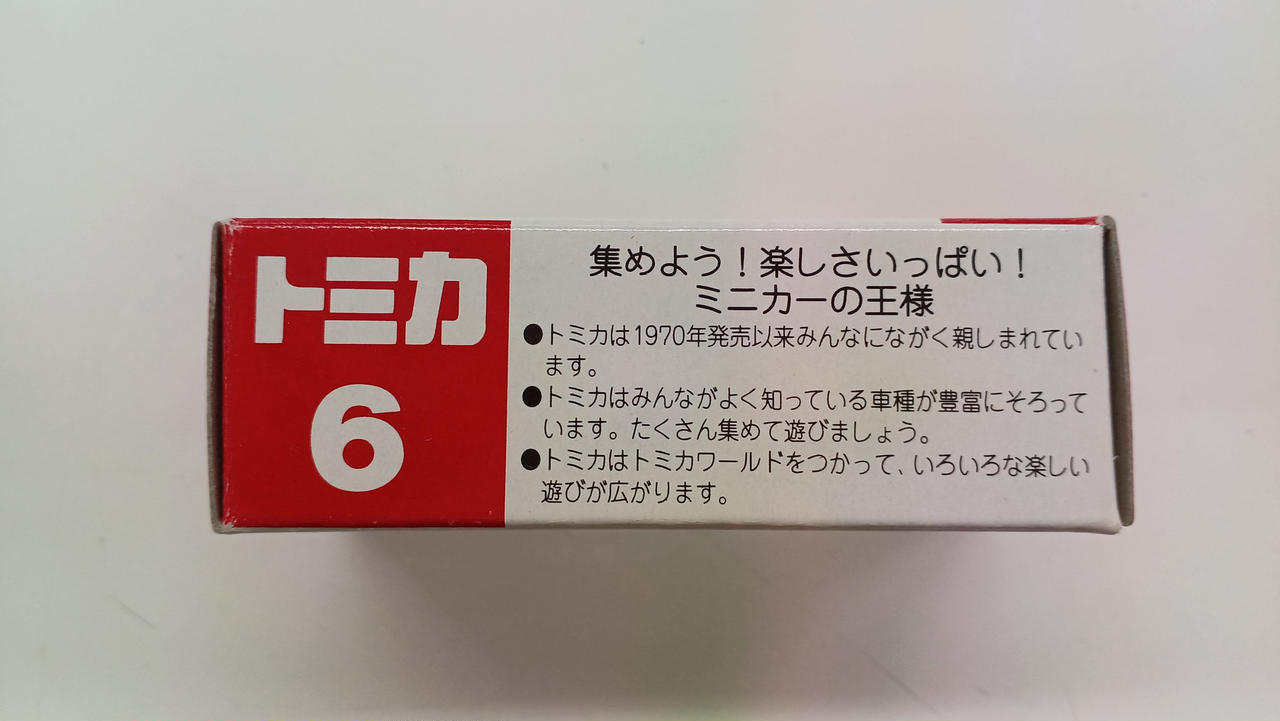 トミカ
6
集めよう！楽しさいっぱい！
ミニカーの王様
●トミカは1970年発売以来みんなにながく親しまれてい
ます。
●トミカはみんながよく知っている車種が豊富にそろって
います。たくさん集めて遊びましょう。
●トミカはトミカワールドをつかって、いろいろな楽しい
遊びが広がります。